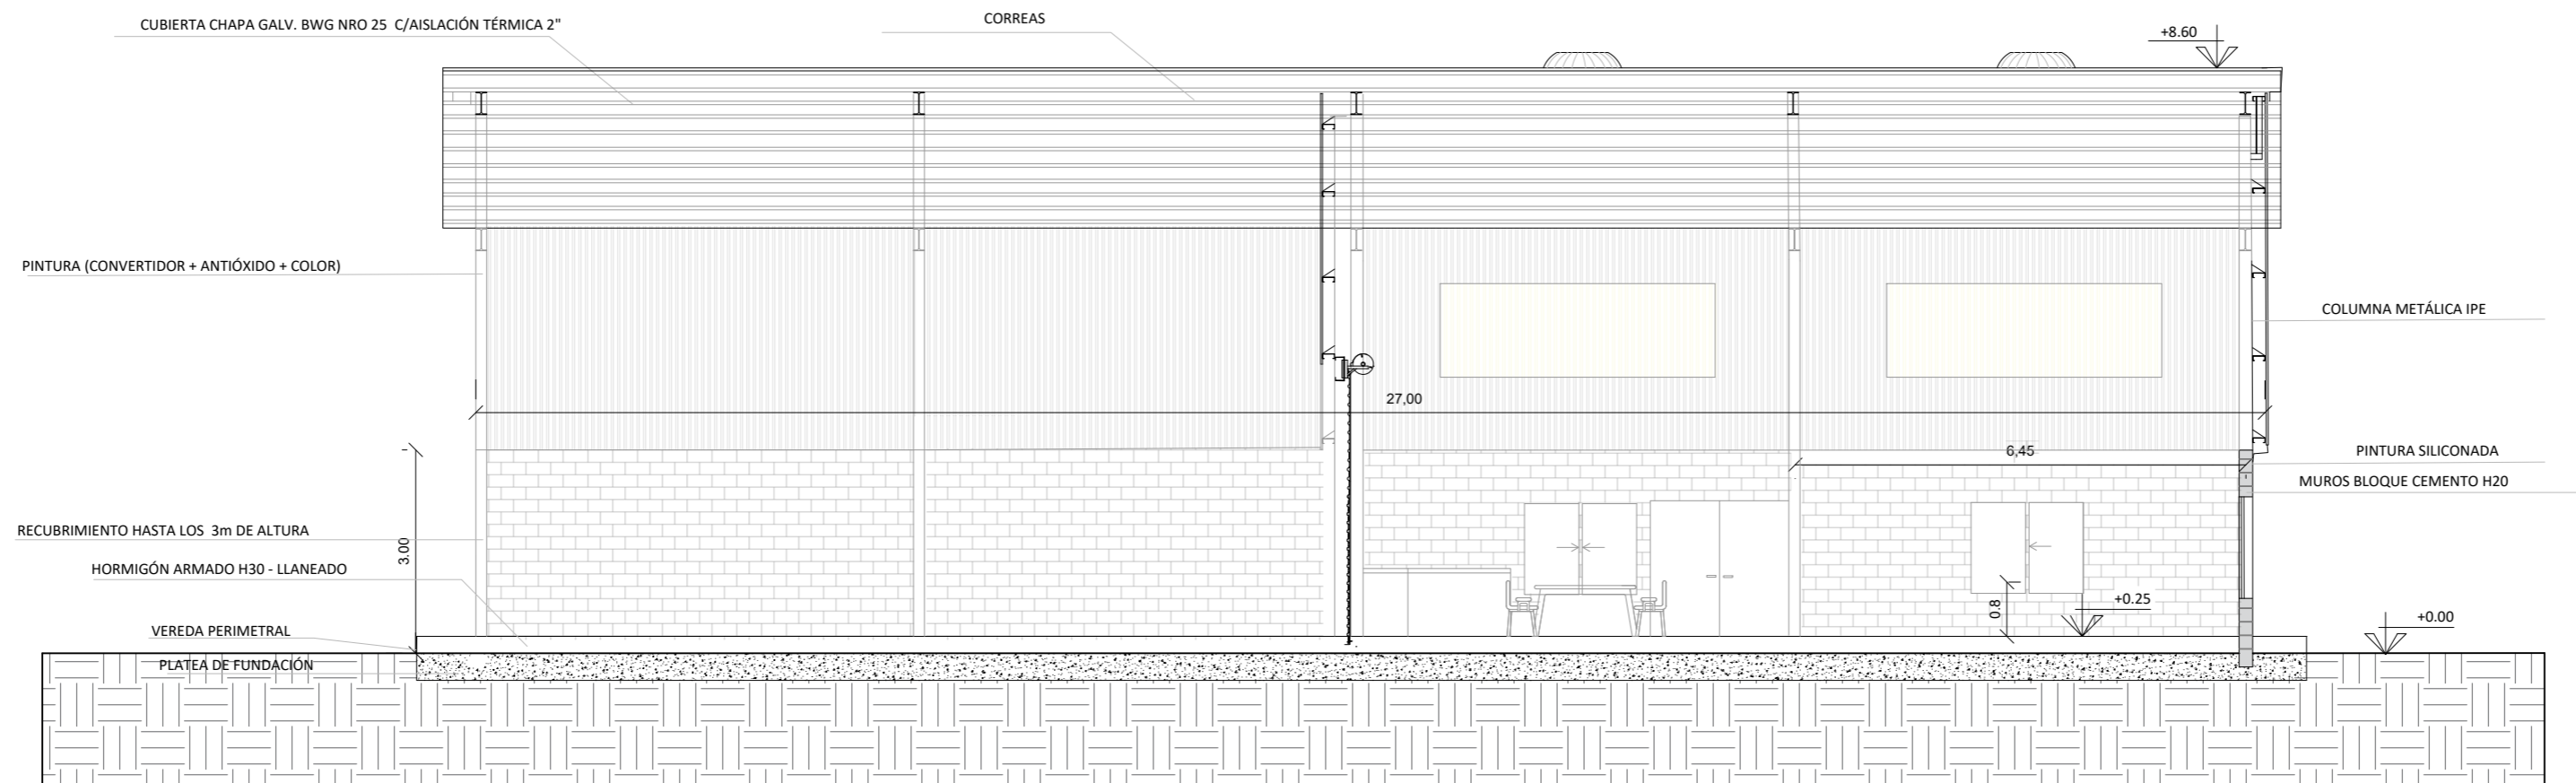 CORREAS
CUBIERTA CHAPA GALV. BWG NRO 25 C/AISLACIÓN TÉRMICA 2"
+8.60
PINTURA (CONVERTIDOR + ANTIÓXIDO + COLOR)
COLUMNA METÁLICA IPE
27,00
6,45
PINTURA SILICONADA
MUROS BLOQUE CEMENTO H20
RECUBRIMIENTO HASTA LOS 3m DE ALTURA
3.00
HORMIGÓN ARMADO H30 - LLANEADO
0.8
+0.25
+0.00
VEREDA PERIMETRAL
PLATEA DE FUNDACIÓN